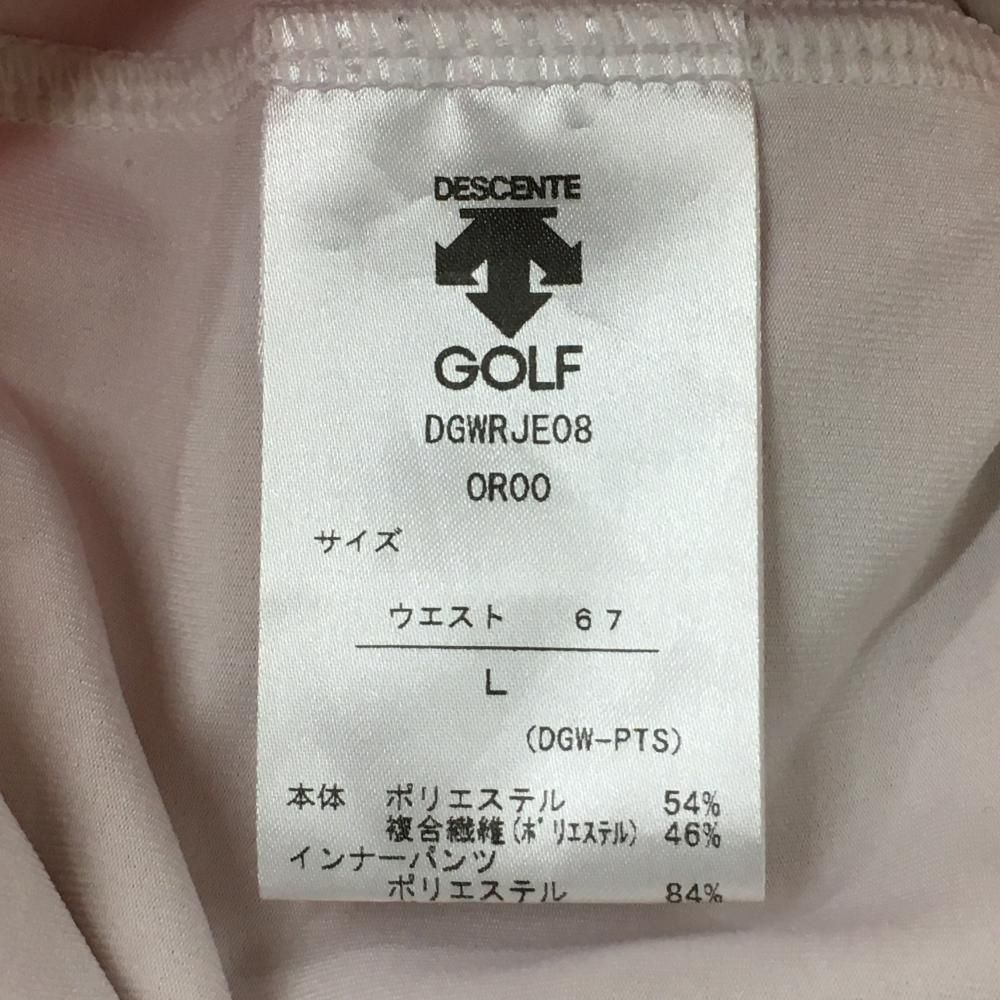 DESCENTE
GOLF
DGWRJE08
OR00
サイズ
ウエスト 67
L
(DGW-PTS)
本体 ポリエステル 54%
複合繊維(ポリエステル) 46%
インナーパンツ
ポリエステル 84%